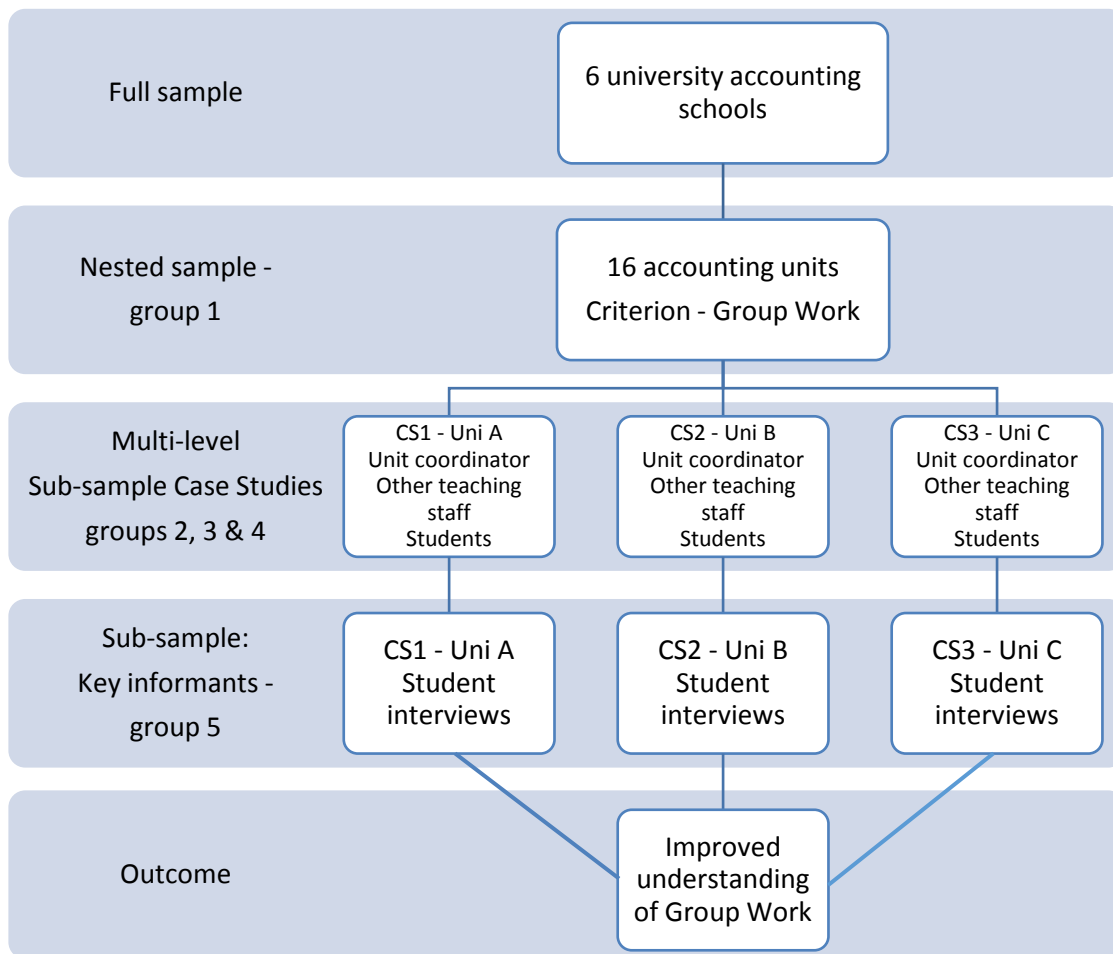 Full sample
6 university accounting
schools
Nested sample -
group 1
16 accounting units
Criterion - Group Work
Multi-level
Sub-sample Case Studies
groups 2, 3 & 4
CS1 - Uni A
Unit coordinator
Other teaching
staff
Students
CS2 - Uni B
Unit coordinator
Other teaching
staff
Students
CS3 - Uni C
Unit coordinator
Other teaching
staff
Students
Sub-sample:
Key informants -
group 5
CS1 - Uni A
Student
interviews
CS2 - Uni B
Student
interviews
CS3 - Uni C
Student
interviews
Outcome
Improved
understanding
of Group Work